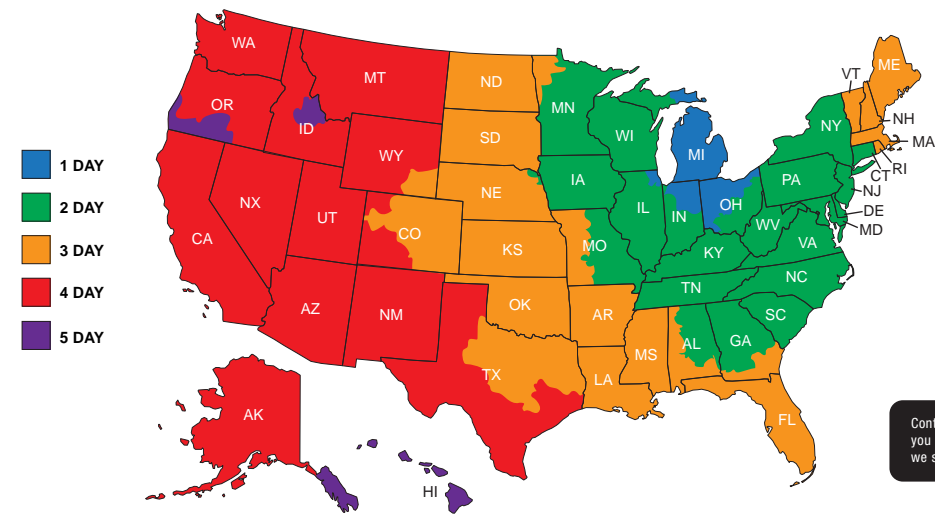 1 DAY
2 DAY
3 DAY
4 DAY
5 DAY
WA
OR
ID
MT
WY
NX
UT
CA
AZ
NM
CO
ND
SD
NE
KS
OK
TX
MN
IA
MO
AR
LA
WI
IL
IN
MI
OH
KY
TN
MS
AL
GA
FL
SC
NC
VA
WV
PA
NY
VT
ME
NH
MA
RI
CT
NJ
DE
MD
AK
HI
Cont
you
we s